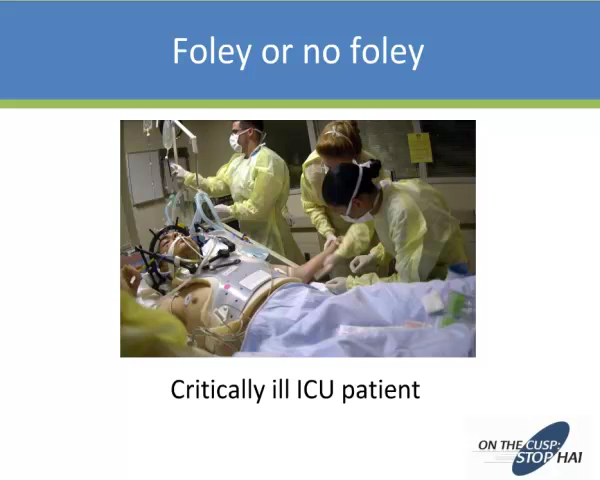 Foley or no foley
Critically ill ICU patient
ON THE CUSP:
STOP HAI